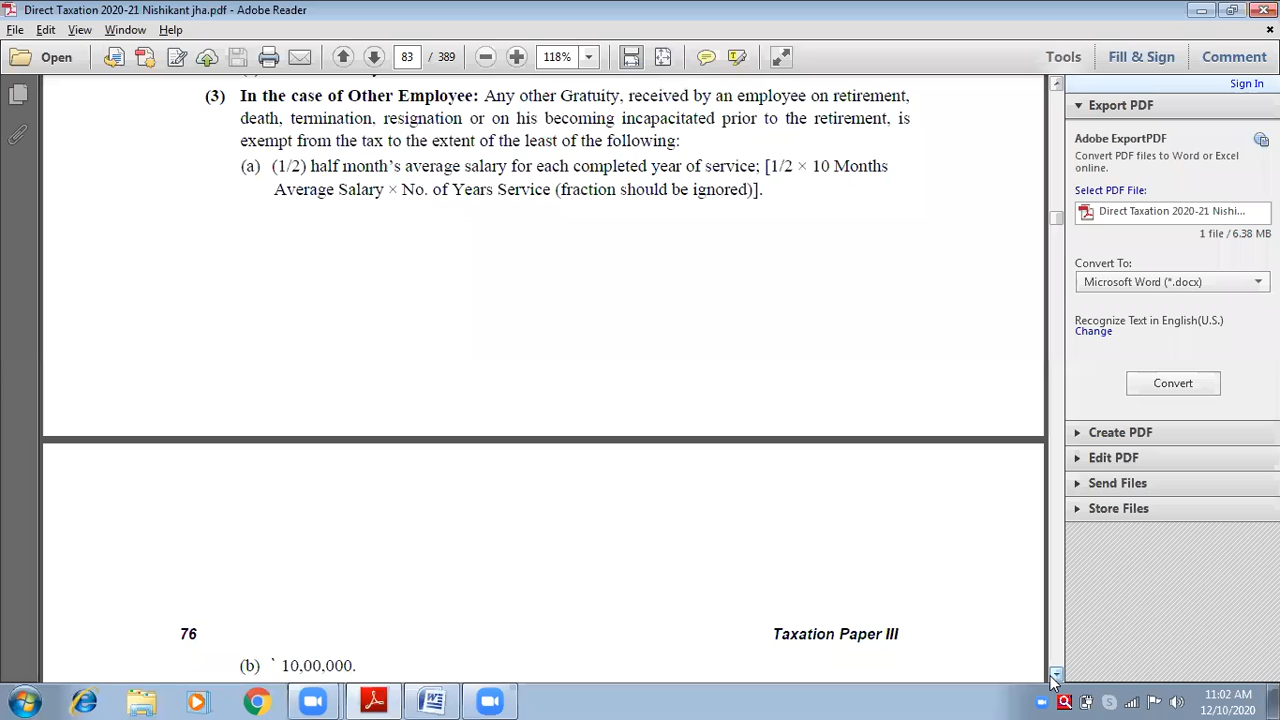 Direct Taxation 2020-21 Nishikant jha.pdf - Adobe Reader
File Edit View Window Help
Open 83 / 389 118% Tools Fill & Sign Comment
Sign In
Export PDF
Adobe ExportPDF
Convert PDF files to Word or Excel
online.
Select PDF File:
Direct Taxation 2020-21 Nishi...
1 file / 6.38 MB
Convert To:
Microsoft Word (*.docx)
Recognize Text in English(U.S.)
Change
Convert
Create PDF
Edit PDF
Send Files
Store Files
(3) In the case of Other Employee: Any other Gratuity, received by an employee on retirement,
death, termination, resignation or on his becoming incapacitated prior to the retirement, is
exempt from the tax to the extent of the least of the following:
(a) (1/2) half month's average salary for each completed year of service; [1/2 × 10 Months
Average Salary × No. of Years Service (fraction should be ignored)].
76 Taxation Paper III
(b) ` 10,00,000.
11:02 AM
12/10/2020